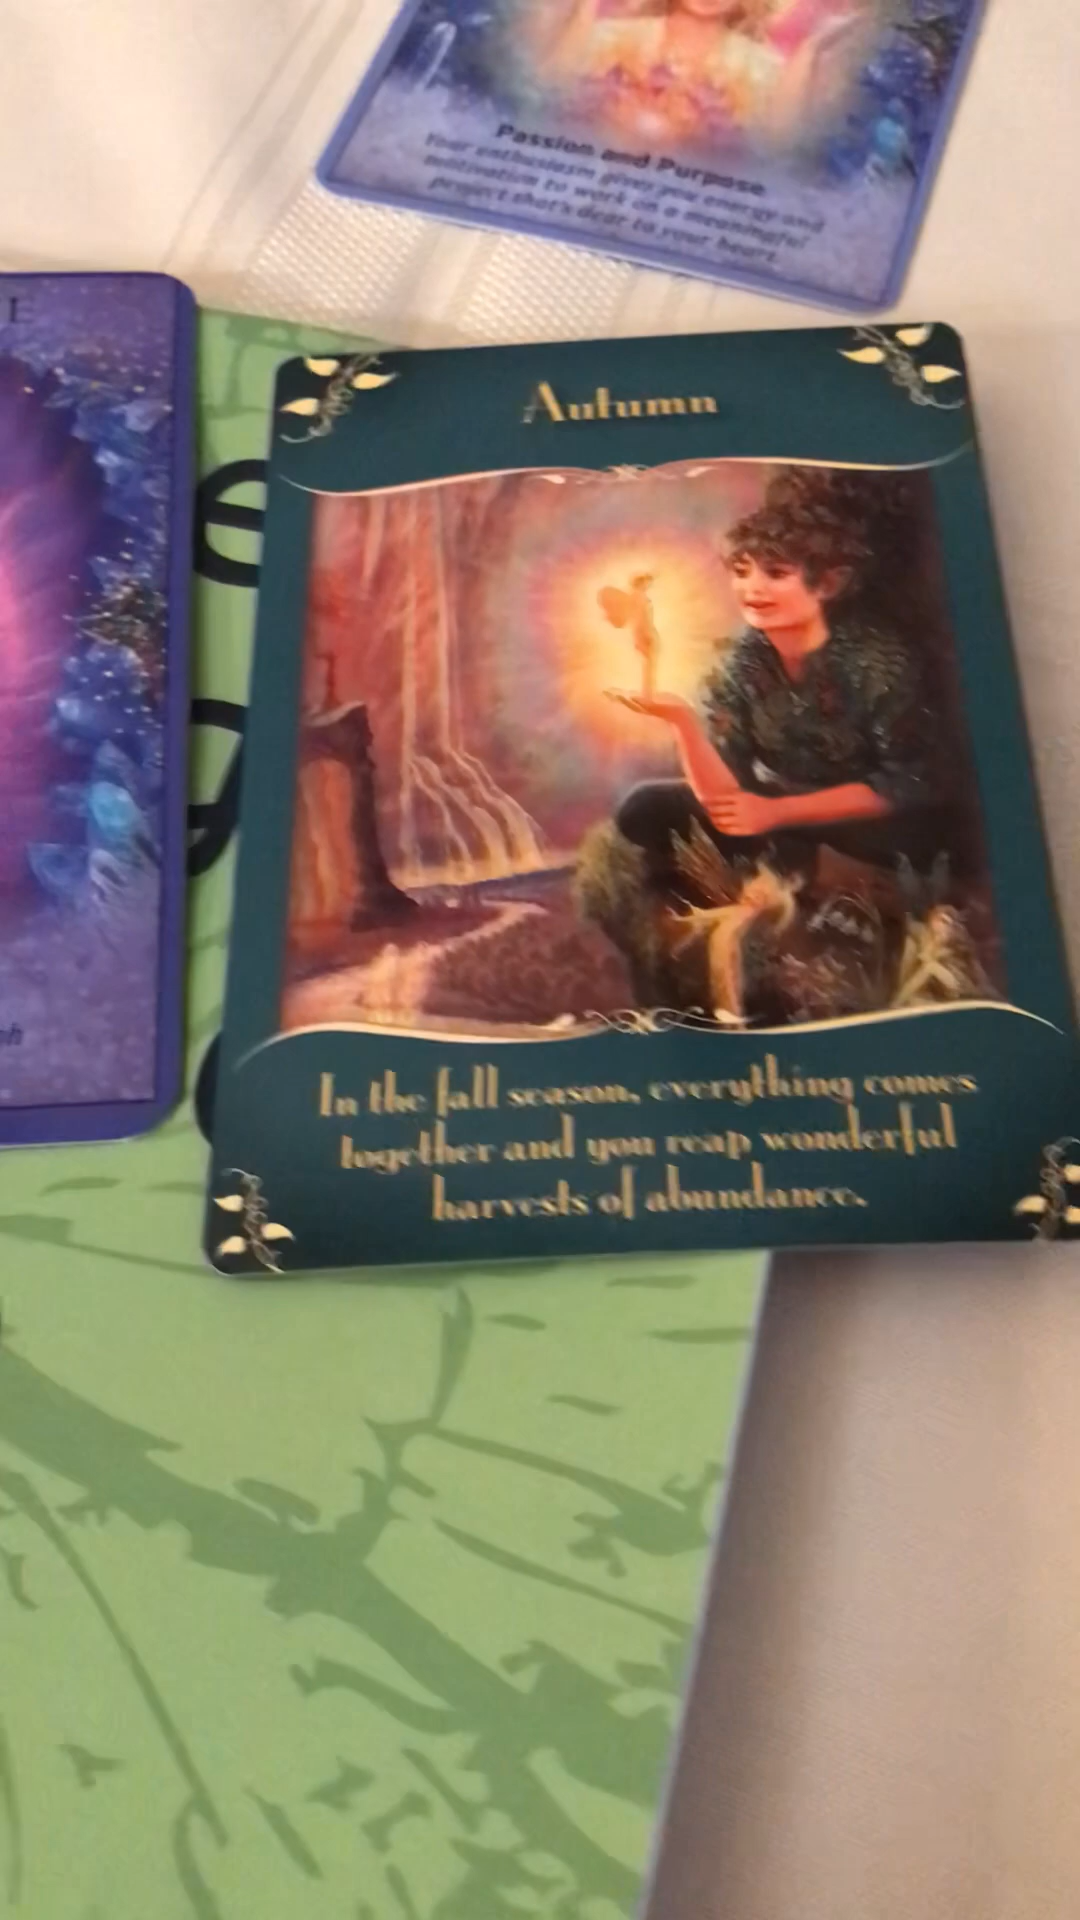 Passion and Purpose
Your enthusiasm gives you energy and
motivation to work on a meaningful
project that's dear to your heart.
E
Autumn
In the fall season, everything comes
together and you reap wonderful
harvests of abundance.
ph